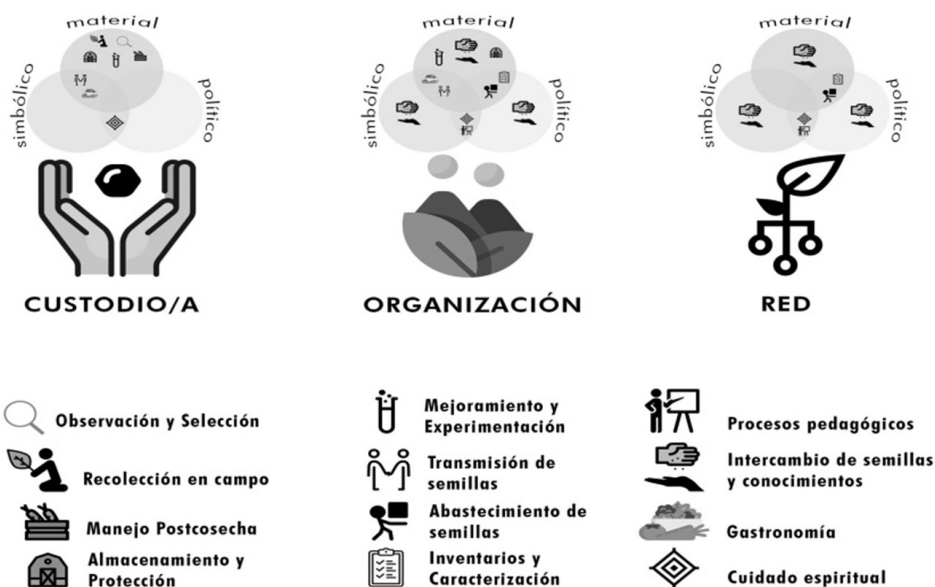 material
simbólico
político
material
simbólico
político
material
simbólico
político
CUSTODIO/A
ORGANIZACIÓN
RED
Observación y Selección
Recolección en campo
Manejo Postcosecha
Almacenamiento y
Protección
Mejoramiento y
Experimentación
Transmisión de
semillas
Abastecimiento de
semillas
Inventarios y
Caracterización
Procesos pedagógicos
Intercambio de semillas
y conocimientos
Gastronomía
Cuidado espiritual